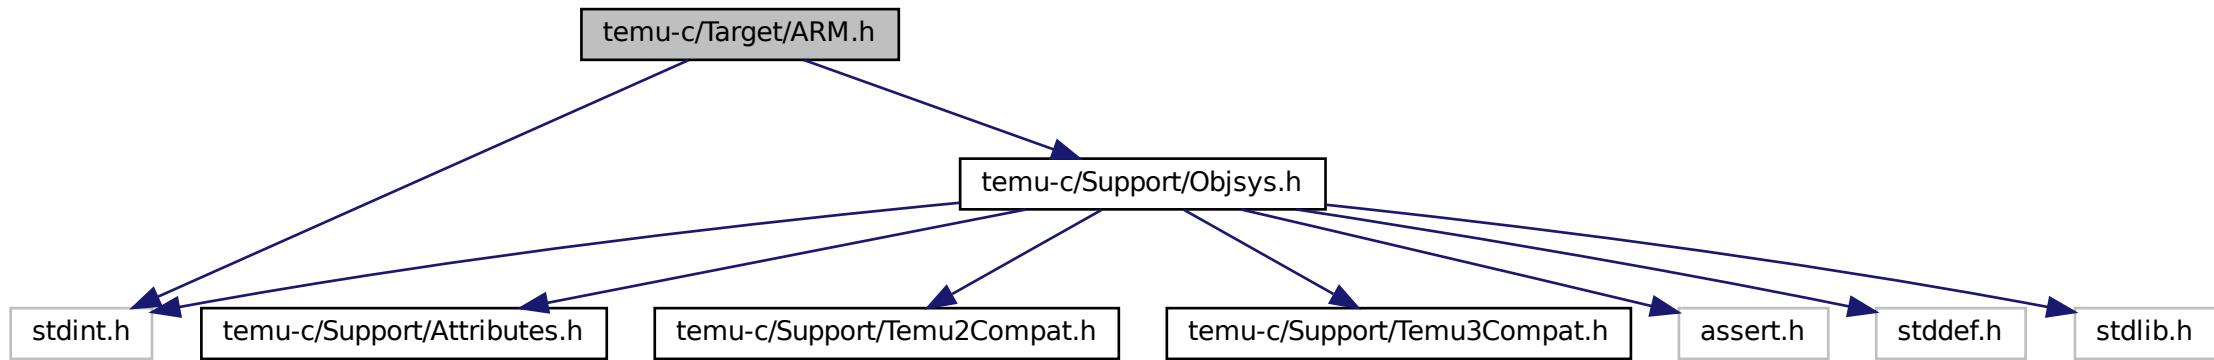 temu-c/Target/ARM.h
temu-c/Support/Objsys.h
stdint.h
temu-c/Support/Attributes.h
temu-c/Support/Temu2Compat.h
temu-c/Support/Temu3Compat.h
assert.h
stddef.h
stdlib.h